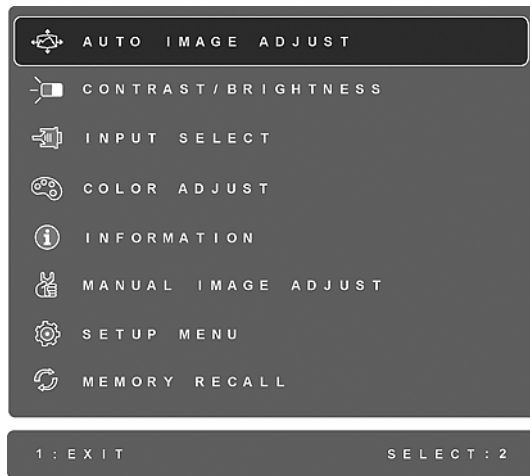 AUTO IMAGE ADJUST
CONTRAST/BRIGHTNESS
INPUT SELECT
COLOR ADJUST
INFORMATION
MANUAL IMAGE ADJUST
SETUP MENU
MEMORY RECALL
1:EXIT SELECT:2